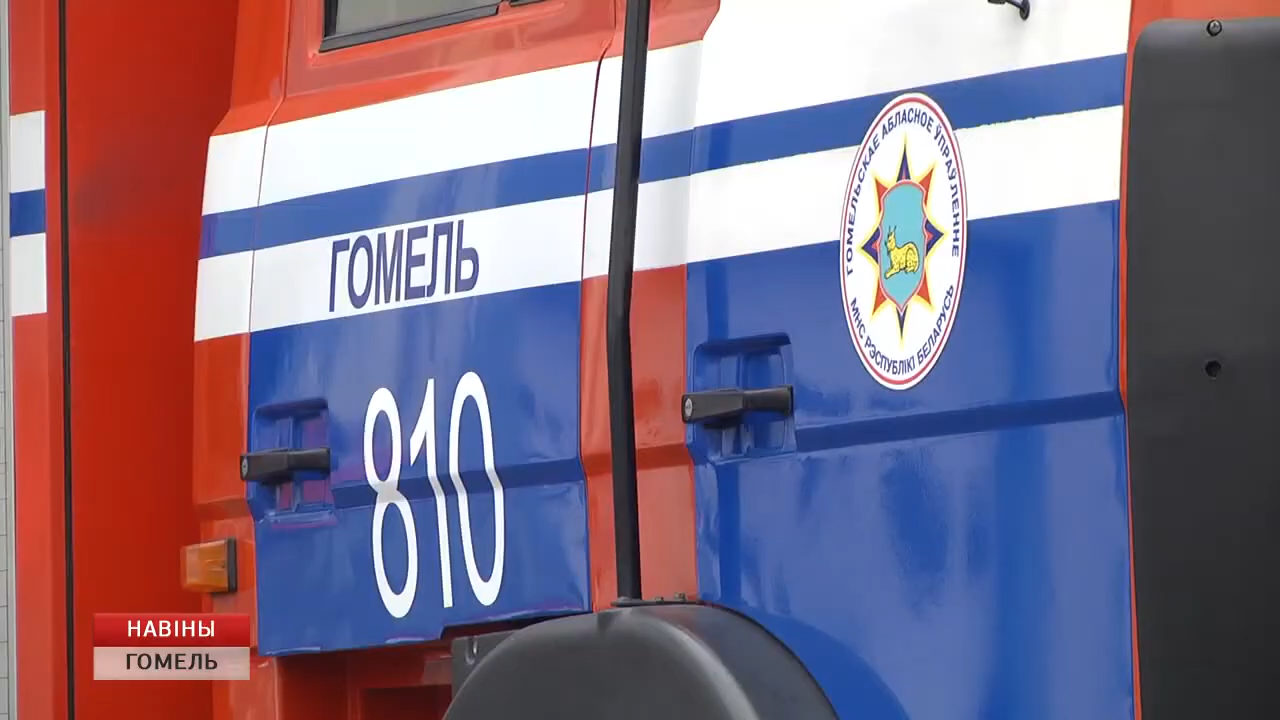 ГОМЕЛЬ
810
ГОМЕЛЬСКАЕ АБЛАСНОЕ ЎПРАЎЛЕННЕ
МНС РЭСПУБЛІКІ БЕЛАРУСЬ
НАВІНЫ
ГОМЕЛЬ